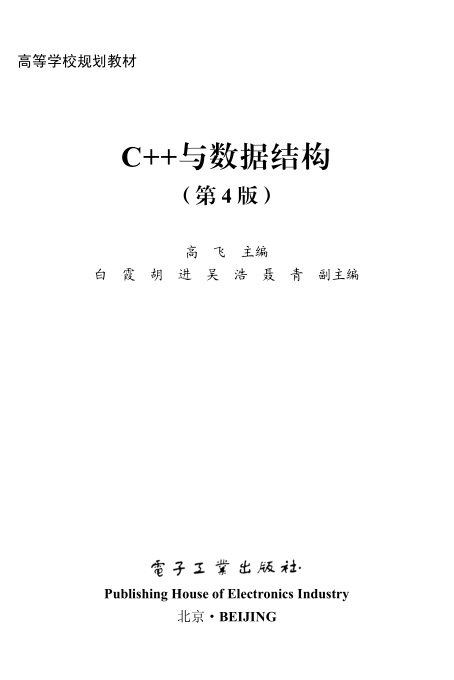 高等学校规划教材
C++与数据结构
（第 4 版）
高　飞　主编
白　霞　胡　进　吴　浩　聂　青　副主编
電子工業出版社·
Publishing House of Electronics Industry
北京·BEIJING